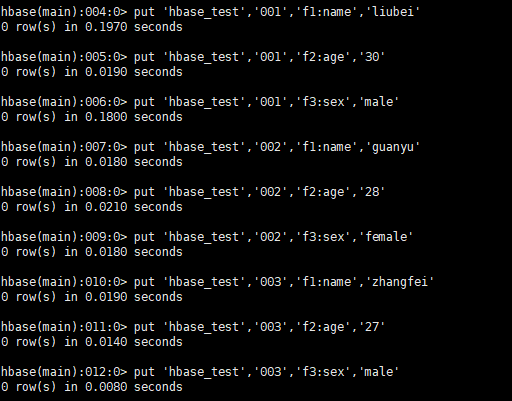 hbase(main):004:0> put 'hbase_test','001','f1:name','liubei'
0 row(s) in 0.1970 seconds
hbase(main):005:0> put 'hbase_test','001','f2:age','30'
0 row(s) in 0.0190 seconds
hbase(main):006:0> put 'hbase_test','001','f3:sex','male'
0 row(s) in 0.1800 seconds
hbase(main):007:0> put 'hbase_test','002','f1:name','guanyu'
0 row(s) in 0.0180 seconds
hbase(main):008:0> put 'hbase_test','002','f2:age','28'
0 row(s) in 0.0210 seconds
hbase(main):009:0> put 'hbase_test','002','f3:sex','female'
0 row(s) in 0.0180 seconds
hbase(main):010:0> put 'hbase_test','003','f1:name','zhangfei'
0 row(s) in 0.0190 seconds
hbase(main):011:0> put 'hbase_test','003','f2:age','27'
0 row(s) in 0.0140 seconds
hbase(main):012:0> put 'hbase_test','003','f3:sex','male'
0 row(s) in 0.0080 seconds